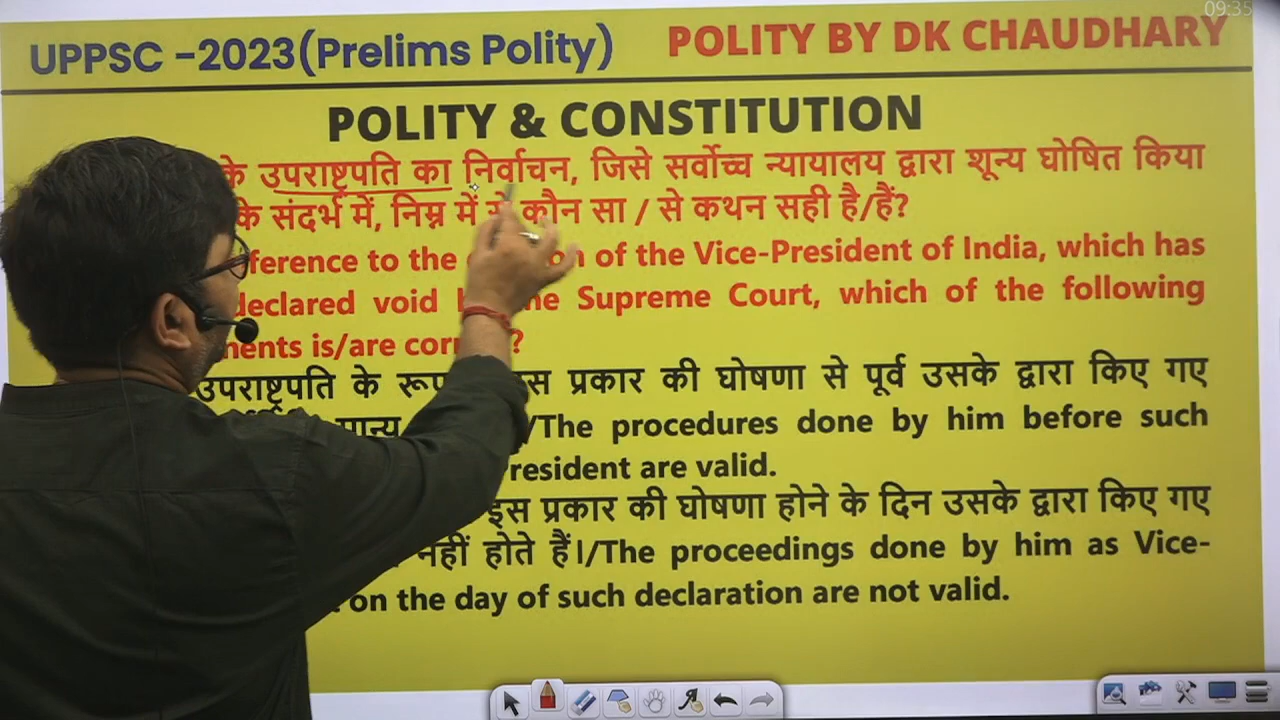 09:35
UPPSC -2023(Prelims Polity) POLITY BY DK CHAUDHARY
POLITY & CONSTITUTION
के उपराष्ट्रपति का निर्वाचन, जिसे सर्वोच्च न्यायालय द्वारा शून्य घोषित किया
के संदर्भ में, निम्न में से कौन सा / से कथन सही है/हैं?
ference to the of the Vice-President of India, which has
declared void Supreme Court, which of the following
ments is/are
उपराष्ट्रपति के प्रकार की घोषणा से पूर्व उसके द्वारा किए गए
मान्य /The procedures done by him before such
resident are valid.
इस प्रकार की घोषणा होने के दिन उसके द्वारा किए गए
नहीं होते हैं।/The proceedings done by him as Vice-
on the day of such declaration are not valid.